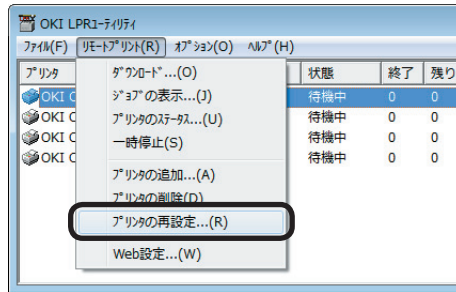 OKI LPRﾕｰﾃｨﾘﾃｨ
ﾌｧｲﾙ(F) ﾘﾓｰﾄﾌﾟﾘﾝﾄ(R) ｵﾌﾟｼｮﾝ(O) ﾍﾙﾌﾟ(H)
ﾌﾟﾘﾝﾀ 状態 終了 残り
OKI C 待機中 0 0
OKI C 待機中 0 0
OKI C 待機中 0 0
OKI C 待機中 0 0
ﾀﾞｳﾝﾛｰﾄﾞ...(O)
ｼﾞｮﾌﾞの表示...(J)
ﾌﾟﾘﾝﾀのｽﾃｰﾀｽ...(U)
一時停止(S)
ﾌﾟﾘﾝﾀの追加...(A)
ﾌﾟﾘﾝﾀの削除(D)
ﾌﾟﾘﾝﾀの再設定...(R)
Web設定...(W)